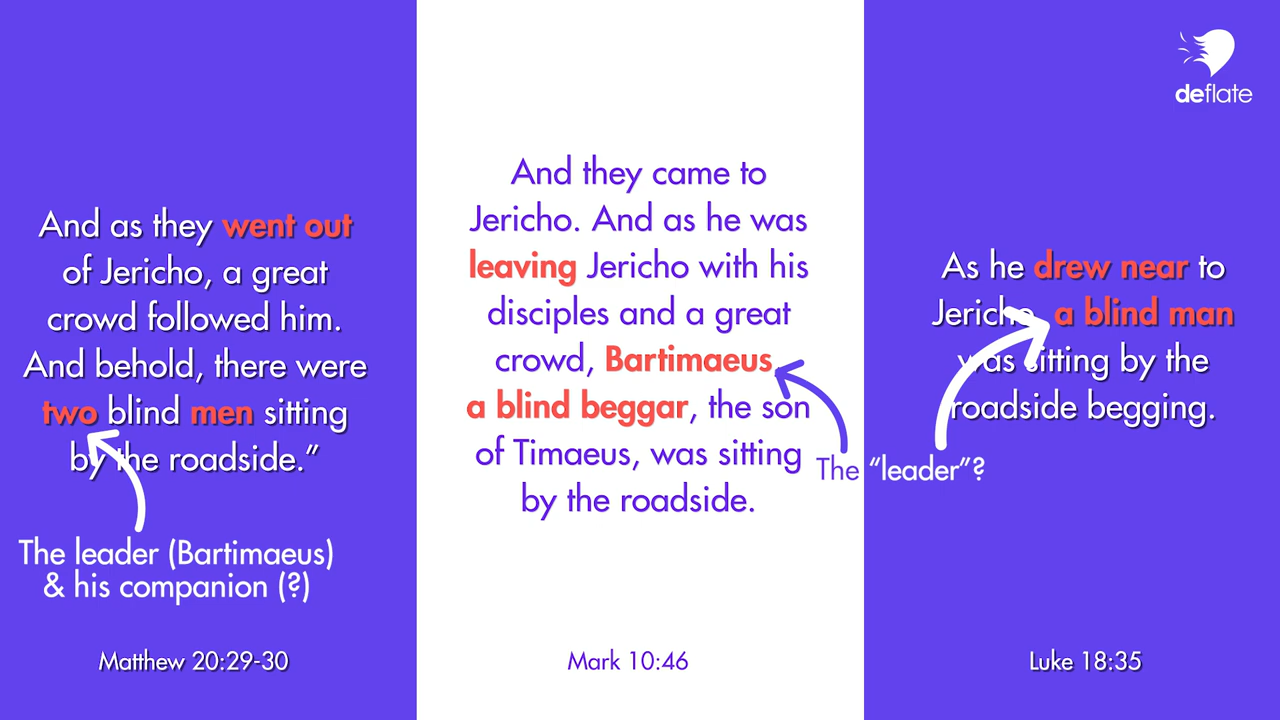 deflate
And as they went out
of Jericho, a great
crowd followed him.
And behold, there were
two blind men sitting
by the roadside.”
The leader (Bartimaeus)
& his companion (?)
Matthew 20:29-30
And they came to
Jericho. And as he was
leaving Jericho with his
disciples and a great
crowd, Bartimaeus,
a blind beggar, the son
of Timaeus, was sitting
by the roadside.
The “leader”?
Mark 10:46
As he drew near to
Jericho, a blind man
was sitting by the
roadside begging.
Luke 18:35